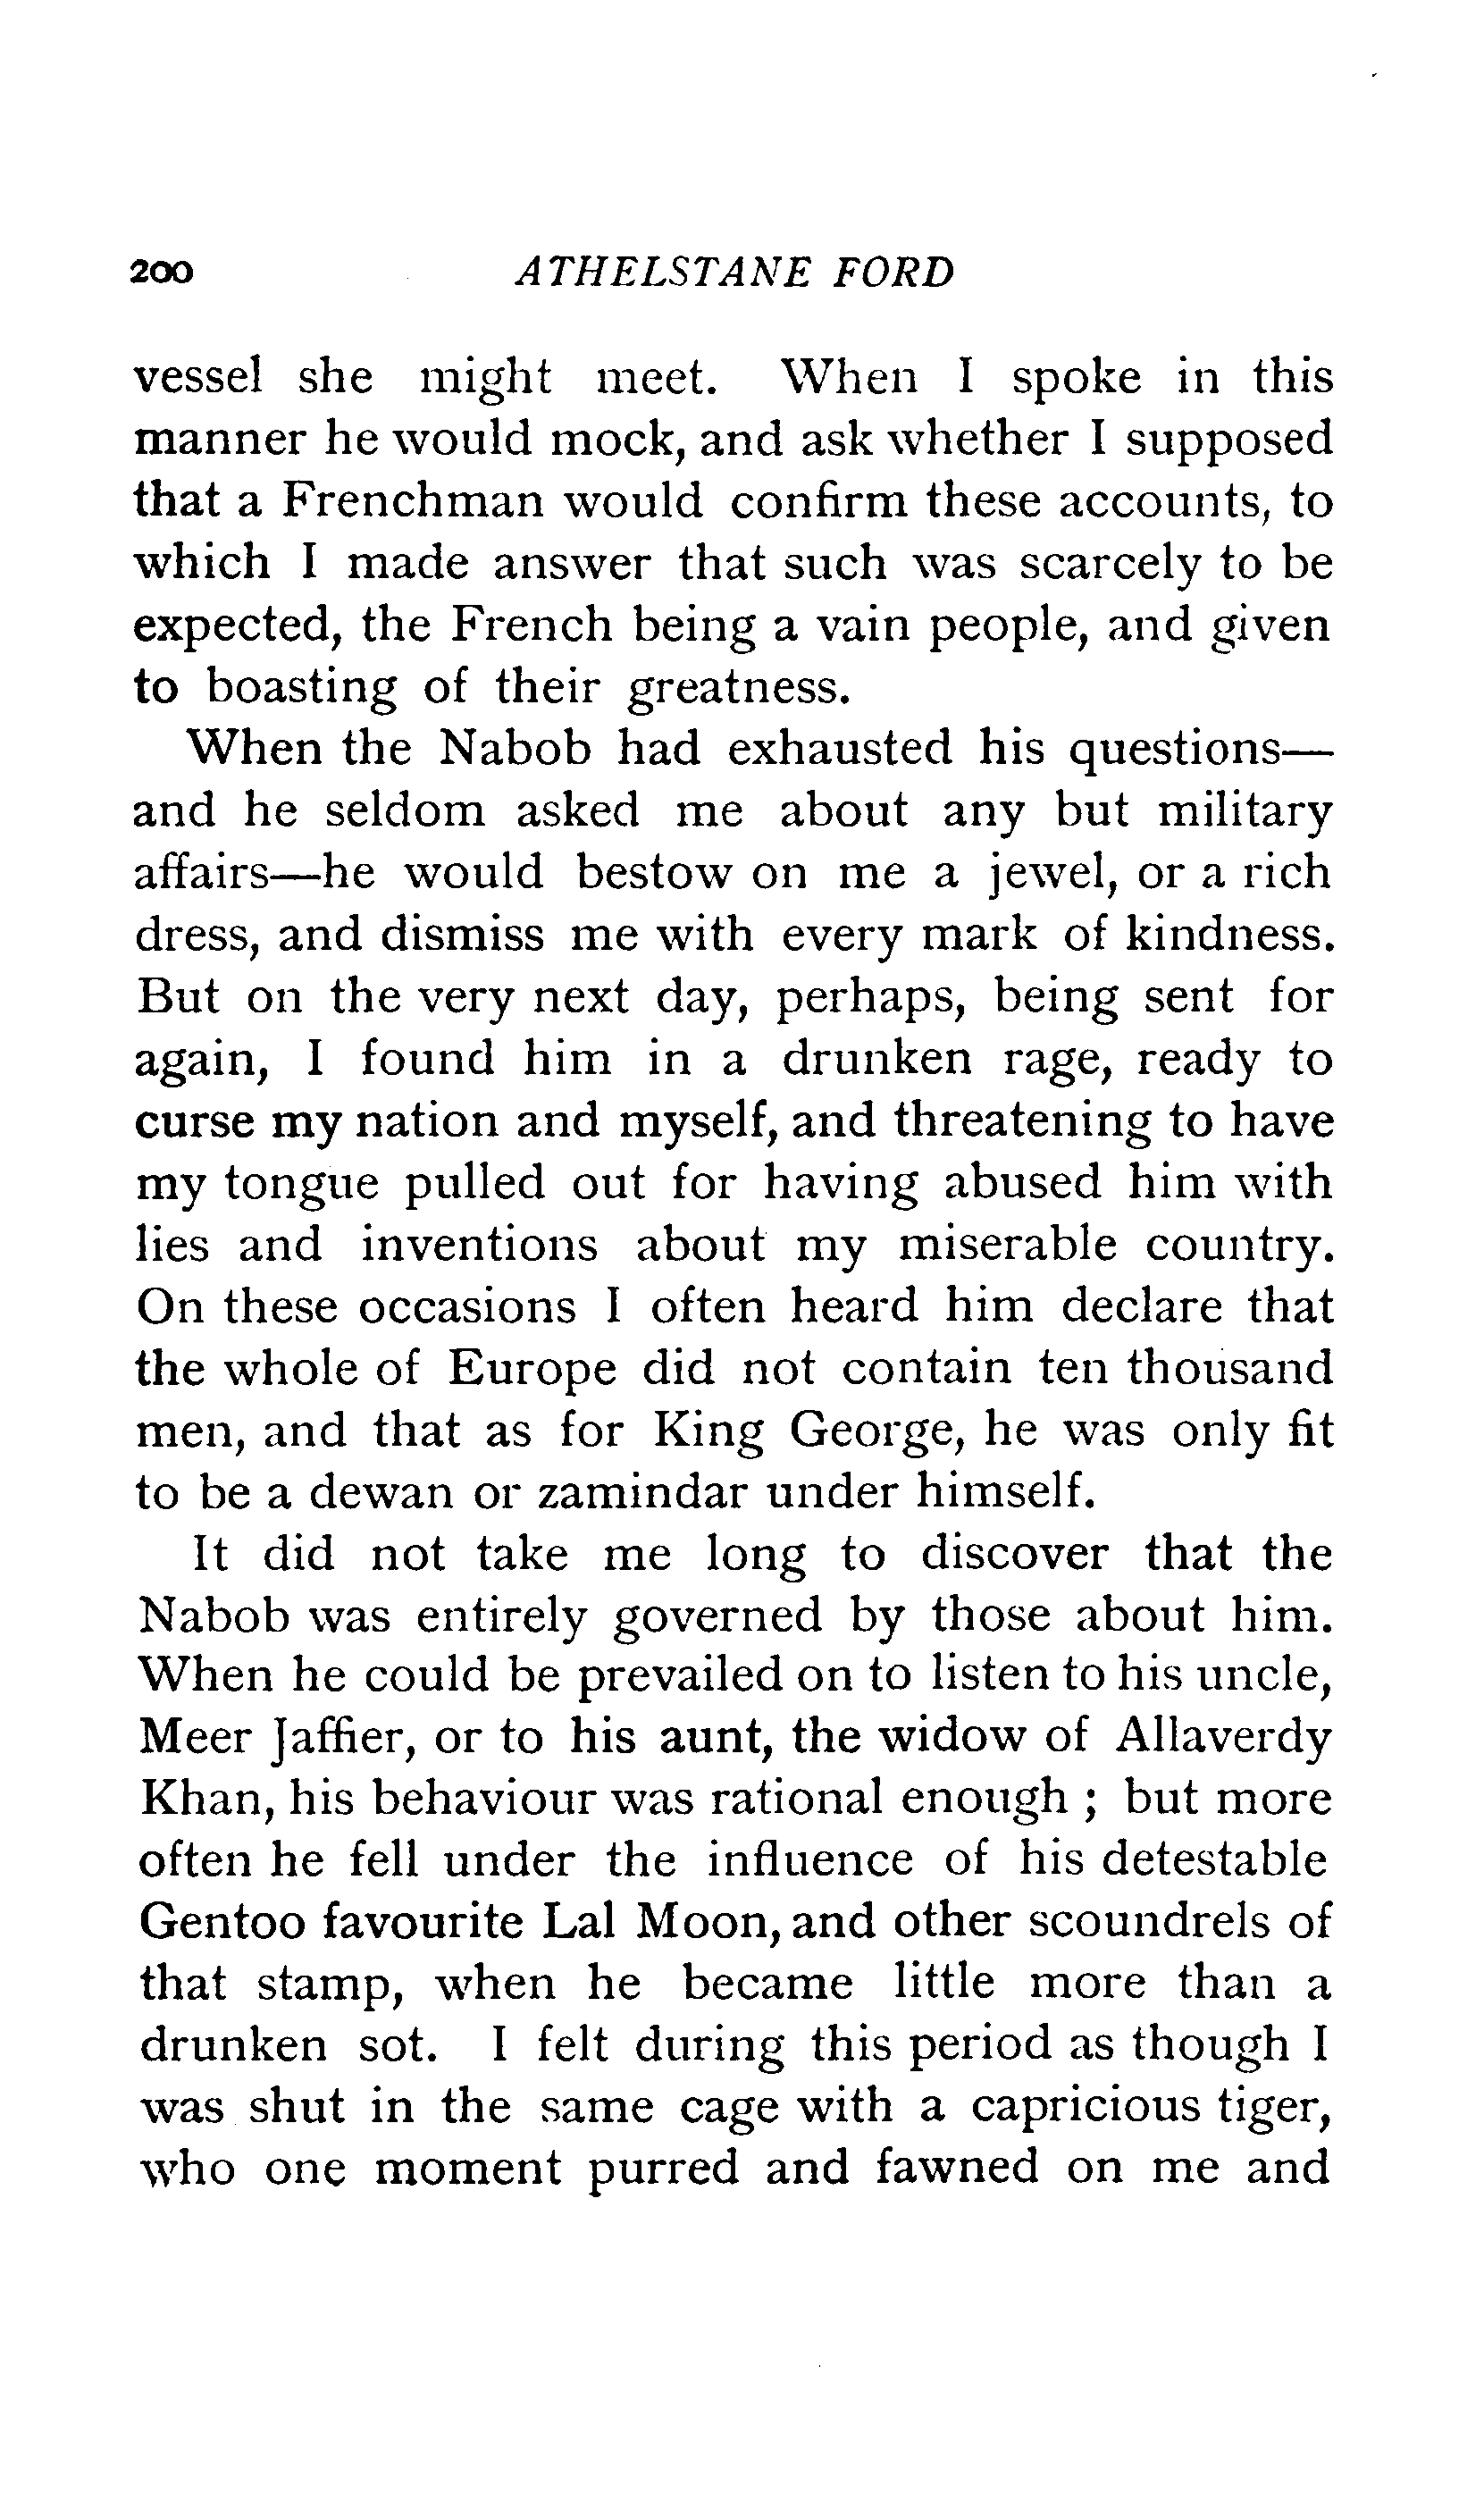 200 ATHELSTANE FORD
vessel she might meet. When I spoke in this
manner he would mock, and ask whether I supposed
that a Frenchman would confirm these accounts, to
which I made answer that such was scarcely to be
expected, the French being a vain people, and given
to boasting of their greatness.
When the Nabob had exhausted his questions—
and he seldom asked me about any but military
affairs—he would bestow on me a jewel, or a rich
dress, and dismiss me with every mark of kindness.
But on the very next day, perhaps, being sent for
again, I found him in a drunken rage, ready to
curse my nation and myself, and threatening to have
my tongue pulled out for having abused him with
lies and inventions about my miserable country.
On these occasions I often heard him declare that
the whole of Europe did not contain ten thousand
men, and that as for King George, he was only fit
to be a dewan or zamindar under himself.
It did not take me long to discover that the
Nabob was entirely governed by those about him.
When he could be prevailed on to listen to his uncle,
Meer Jaffier, or to his aunt, the widow of Allaverdy
Khan, his behaviour was rational enough ; but more
often he fell under the influence of his detestable
Gentoo favourite Lal Moon, and other scoundrels of
that stamp, when he became little more than a
drunken sot. I felt during this period as though I
was shut in the same cage with a capricious tiger,
who one moment purred and fawned on me and